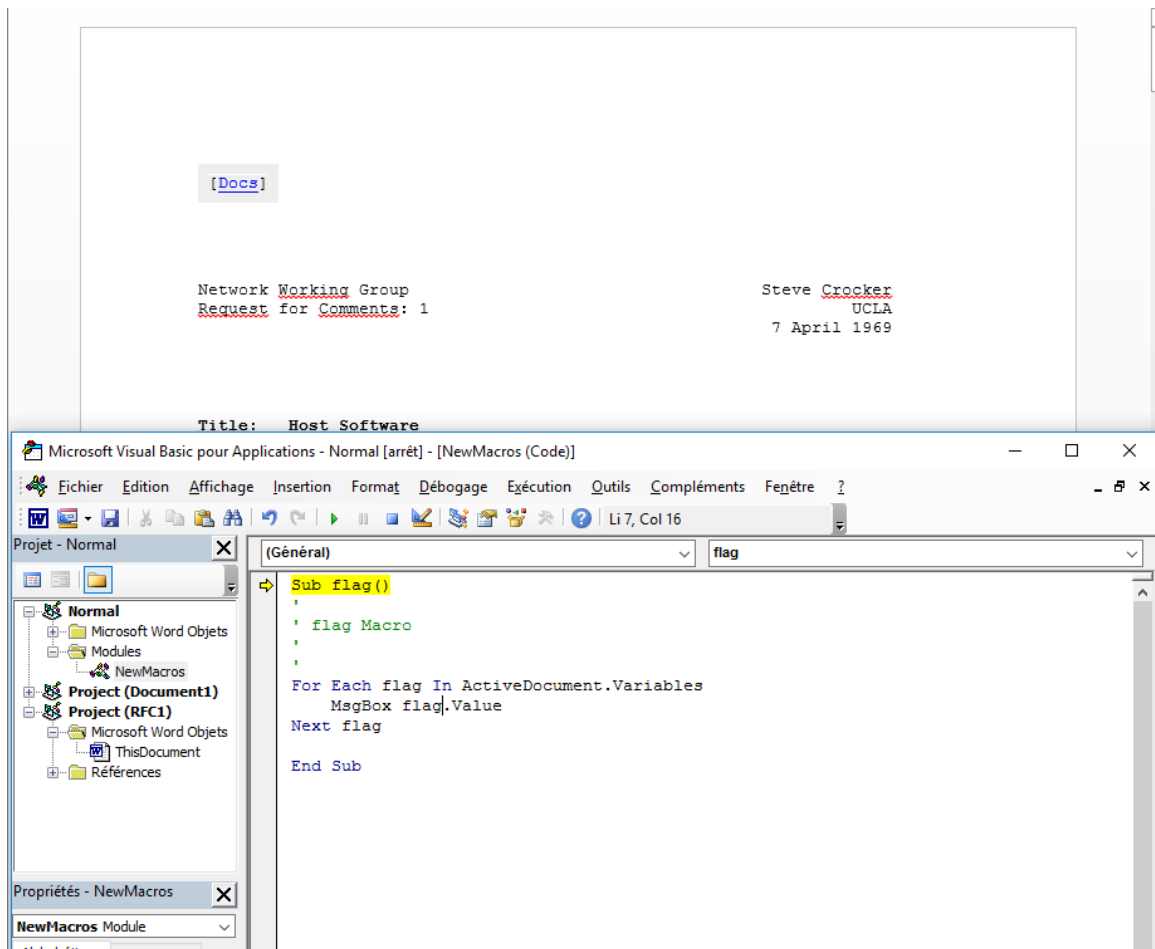 [Docs]
Network Working Group Steve Crocker
Request for Comments: 1 UCLA
7 April 1969
Title: Host Software
Microsoft Visual Basic pour Applications - Normal [arrêt] - [NewMacros (Code)]
Fichier Edition Affichage Insertion Format Débogage Exécution Outils Compléments Fenêtre ?
Li 7, Col 16
Projet - Normal
(Général) flag
Normal
Microsoft Word Objets
Modules
NewMacros
Project (Document1)
Project (RFC1)
Microsoft Word Objets
ThisDocument
Références
Sub flag()
'
' flag Macro
'
'
For Each flag In ActiveDocument.Variables
MsgBox flag.Value
Next flag
End Sub
Propriétés - NewMacros
NewMacros Module